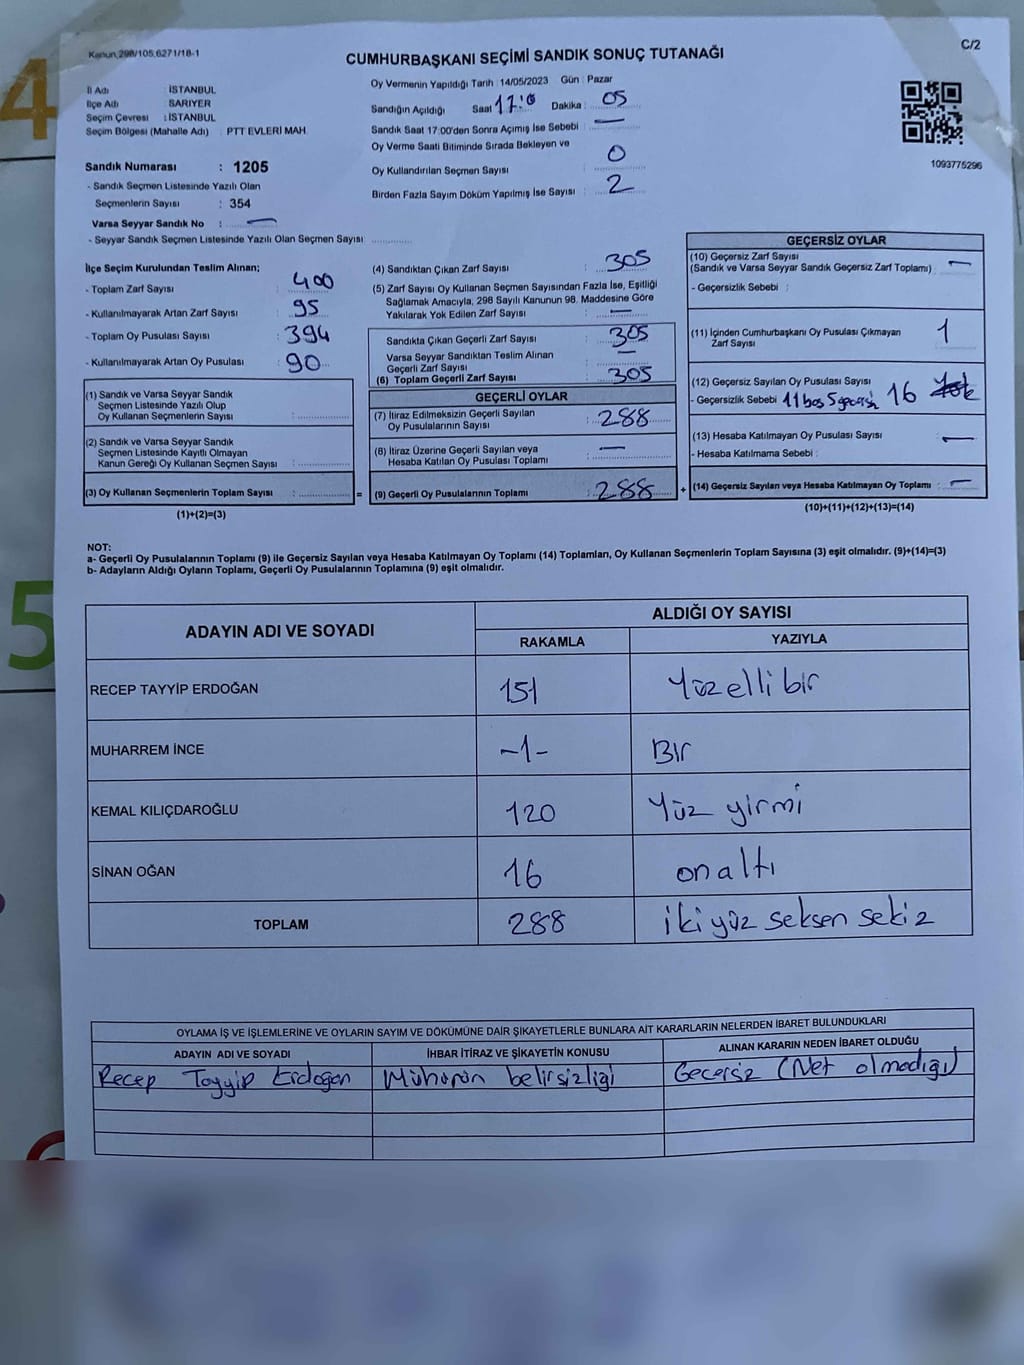 4
5
Kanun,298/105,6271/18-1
C/2
CUMHURBAŞKANI SEÇİMİ SANDIK SONUÇ TUTANAĞI
İl Adı : İSTANBUL
İlçe Adı : SARIYER
Seçim Çevresi : İSTANBUL
Seçim Bölgesi (Mahalle Adı) : PTT EVLERİ MAH.
Sandık Numarası : 1205
- Sandık Seçmen Listesinde Yazılı Olan
Seçmenlerin Sayısı : 354
Varsa Seyyar Sandık No : —
- Seyyar Sandık Seçmen Listesinde Yazılı Olan Seçmen Sayısı ............
Oy Vermenin Yapıldığı Tarih : 14/05/2023 Gün : Pazar
Sandığın Açıldığı Saat 17:0 Dakika : 05
Sandık Saat 17:00'den Sonra Açımış İse Sebebi : —
Oy Verme Saati Bitiminde Sırada Bekleyen ve
Oy Kullandırılan Seçmen Sayısı : 0
Birden Fazla Sayım Döküm Yapılmış İse Sayısı : 2
1093775296
İlçe Seçim Kurulundan Teslim Alınan;
- Toplam Zarf Sayısı : 400
- Kullanılmayarak Artan Zarf Sayısı : 95
- Toplam Oy Pusulası Sayısı : 394
- Kullanılmayarak Artan Oy Pusulası : 90
(1) Sandık ve Varsa Seyyar Sandık
Seçmen Listesinde Yazılı Olup
Oy Kullanan Seçmenlerin Sayısı : ............
(2) Sandık ve Varsa Seyyar Sandık
Seçmen Listesinde Kayıtlı Olmayan
Kanun Gereği Oy Kullanan Seçmen Sayısı : ............
(3) Oy Kullanan Seçmenlerin Toplam Sayısı : ............ =
(1)+(2)=(3)
(4) Sandıktan Çıkan Zarf Sayısı : 305
(5) Zarf Sayısı Oy Kullanan Seçmen Sayısından Fazla İse, Eşitliği
Sağlamak Amacıyla, 298 Sayılı Kanunun 98. Maddesine Göre
Yakılarak Yok Edilen Zarf Sayısı : —
Sandıkta Çıkan Geçerli Zarf Sayısı : 305
Varsa Seyyar Sandıktan Teslim Alınan
Geçerli Zarf Sayısı : —
(6) Toplam Geçerli Zarf Sayısı : 305
GEÇERLİ OYLAR
(7) İtiraz Edilmeksizin Geçerli Sayılan
Oy Pusulalarının Sayısı : 288
(8) İtiraz Üzerine Geçerli Sayılan veya
Hesaba Katılan Oy Pusulası Toplamı : —
(9) Geçerli Oy Pusulalarının Toplamı : 288 +
GEÇERSİZ OYLAR
(10) Geçersiz Zarf Sayısı
(Sandık ve Varsa Seyyar Sandık Geçersiz Zarf Toplamı) : —
- Geçersizlik Sebebi :
(11) İçinden Cumhurbaşkanı Oy Pusulası Çıkmayan
Zarf Sayısı 1
(12) Geçersiz Sayılan Oy Pusulası Sayısı
- Geçersizlik Sebebi 11 boş 5 geçersiz 16
(13) Hesaba Katılmayan Oy Pusulası Sayısı : —
- Hesaba Katılmama Sebebi :
(14) Geçersiz Sayılan veya Hesaba Katılmayan Oy Toplamı : —
(10)+(11)+(12)+(13)=(14)
NOT:
a- Geçerli Oy Pusulalarının Toplamı (9) ile Geçersiz Sayılan veya Hesaba Katılmayan Oy Toplamı (14) Toplamları, Oy Kullanan Seçmenlerin Toplam Sayısına (3) eşit olmalıdır. (9)+(14)=(3)
b- Adayların Aldığı Oyların Toplamı, Geçerli Oy Pusulalarının Toplamına (9) eşit olmalıdır.
ADAYIN ADI VE SOYADI ALDIĞI OY SAYISI
RAKAMLA YAZIYLA
RECEP TAYYİP ERDOĞAN 151 Yüzelli bir
MUHARREM İNCE -1- Bir
KEMAL KILIÇDAROĞLU 120 Yüz yirmi
SİNAN OĞAN 16 on altı
TOPLAM 288 iki yüz seksen sekiz
OYLAMA İŞ VE İŞLEMLERİNE VE OYLARIN SAYIM VE DÖKÜMÜNE DAİR ŞİKAYETLERLE BUNLARA AİT KARARLARIN NELERDEN İBARET BULUNDUKLARI
ADAYIN ADI VE SOYADI İHBAR İTİRAZ VE ŞİKAYETİN KONUSU ALINAN KARARIN NEDEN İBARET OLDUĞU
Recep Tayyip Erdoğan Mührün belirsizliği Geçersiz (Net olmadığı)